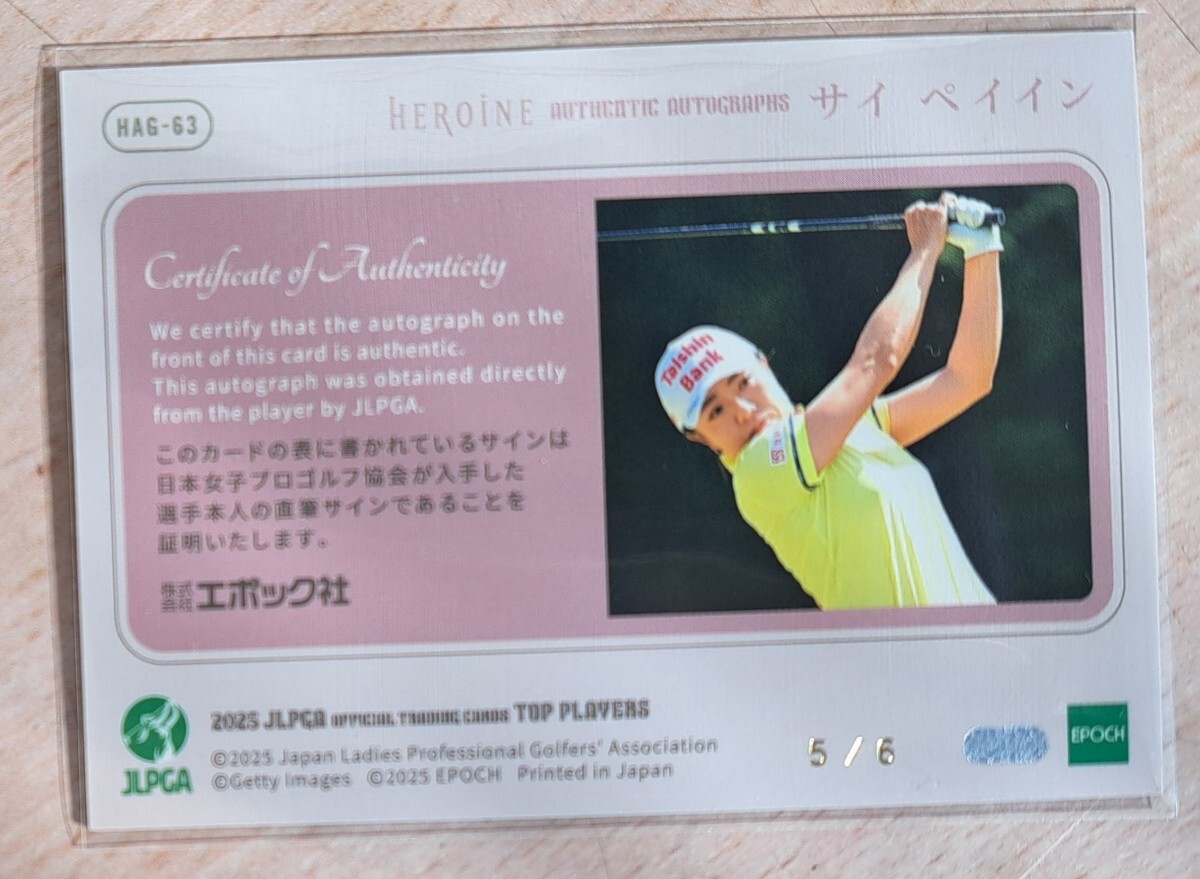 HAG-63
HEROINE AUTHENTIC AUTOGRAPHS サイ ペイイン
Certificate of Authenticity
We certify that the autograph on the
front of this card is authentic.
This autograph was obtained directly
from the player by JLPGA.
このカードの表に書かれているサインは
日本女子プロゴルフ協会が入手した
選手本人の直筆サインであることを
証明いたします。
株式会社エポック社
Taishin
Bank
JLPGA
2025 JLPGA OFFICIAL TRADING CARDS TOP PLAYERS
©2025 Japan Ladies Professional Golfers' Association
©Getty Images ©2025 EPOCH Printed in Japan
5 / 6
EPOCH